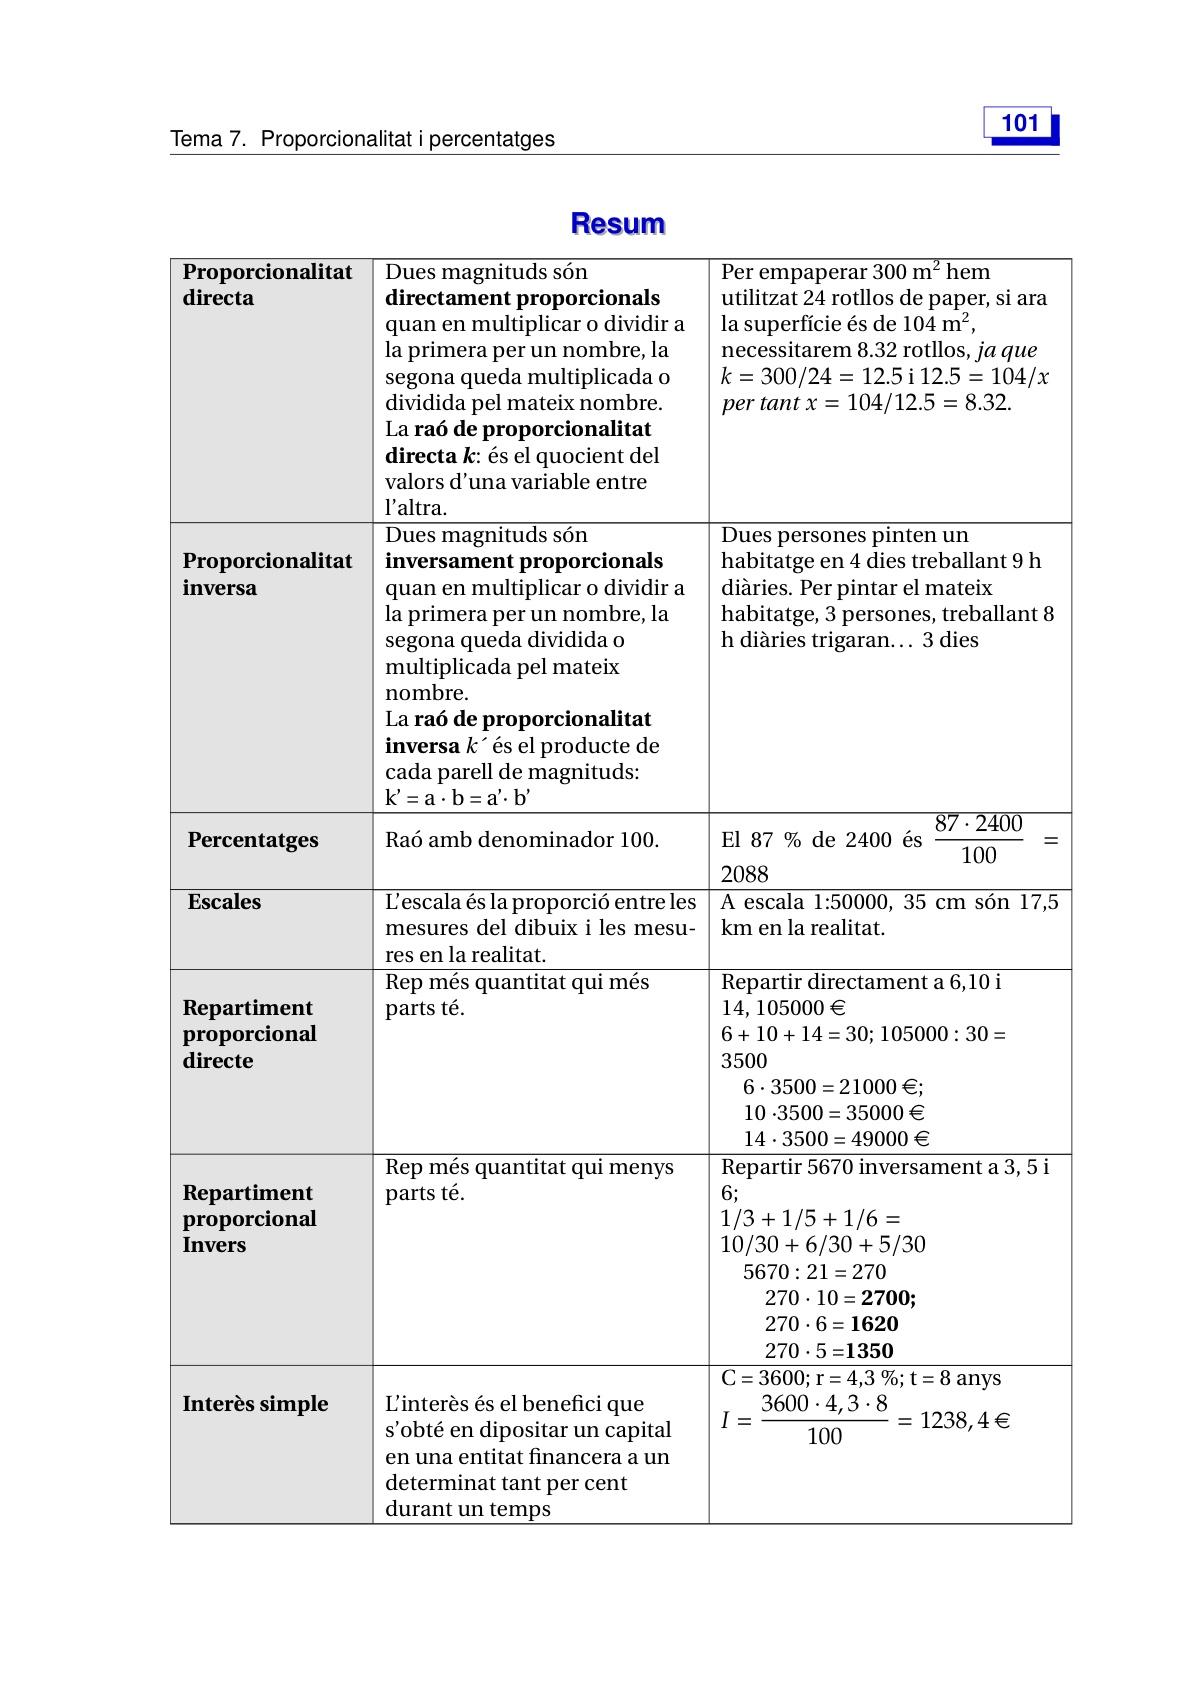 Tema 7. Proporcionalitat i percentatges
101
Resum
Proporcionalitat
directa
Dues magnituds són
directament proporcionals
quan en multiplicar o dividir a
la primera per un nombre, la
segona queda multiplicada o
dividida pel mateix nombre.
La raó de proporcionalitat
directa k: és el quocient del
valors d'una variable entre
l'altra.
Per empaperar 300 m² hem
utilitzat 24 rotllos de paper, si ara
la superfície és de 104 m²,
necessitarem 8.32 rotllos, ja que
k = 300/24 = 12.5 i 12.5 = 104/x
per tant x = 104/12.5 = 8.32.
Proporcionalitat
inversa
Dues magnituds són
inversament proporcionals
quan en multiplicar o dividir a
la primera per un nombre, la
segona queda dividida o
multiplicada pel mateix
nombre.
La raó de proporcionalitat
inversa k´ és el producte de
cada parell de magnituds:
k' = a · b = a'· b'
Dues persones pinten un
habitatge en 4 dies treballant 9 h
diàries. Per pintar el mateix
habitatge, 3 persones, treballant 8
h diàries trigaran... 3 dies
Percentatges
Raó amb denominador 100.
El 87 % de 2400 és 87 · 2400 / 100 =
2088
Escales
L'escala és la proporció entre les
mesures del dibuix i les mesu-
res en la realitat.
A escala 1:50000, 35 cm són 17,5
km en la realitat.
Repartiment
proporcional
directe
Rep més quantitat qui més
parts té.
Repartir directament a 6,10 i
14, 105000 €
6 + 10 + 14 = 30; 105000 : 30 =
3500
6 · 3500 = 21000 €;
10 ·3500 = 35000 €
14 · 3500 = 49000 €
Repartiment
proporcional
Invers
Rep més quantitat qui menys
parts té.
Repartir 5670 inversament a 3, 5 i
6;
1/3 + 1/5 + 1/6 =
10/30 + 6/30 + 5/30
5670 : 21 = 270
270 · 10 = 2700;
270 · 6 = 1620
270 · 5 =1350
Interès simple
L'interès és el benefici que
s'obté en dipositar un capital
en una entitat financera a un
determinat tant per cent
durant un temps
C = 3600; r = 4,3 %; t = 8 anys
I = 3600 · 4, 3 · 8 / 100 = 1238, 4 €